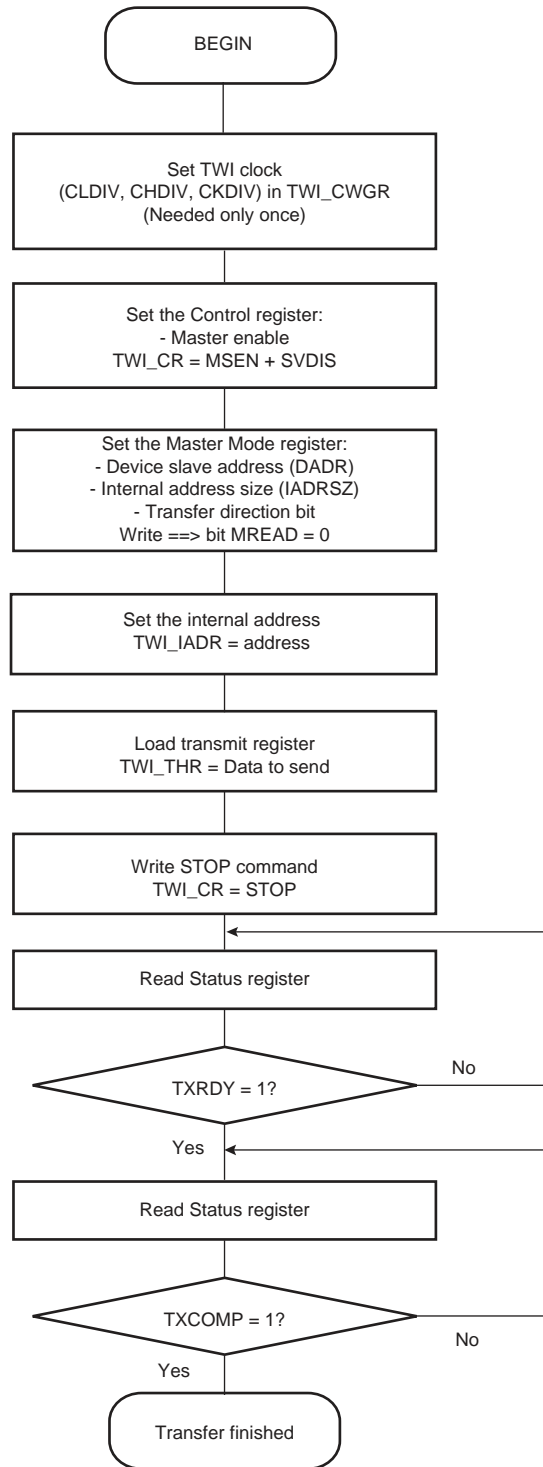 BEGIN
Set TWI clock
(CLDIV, CHDIV, CKDIV) in TWI_CWGR
(Needed only once)
Set the Control register:
- Master enable
TWI_CR = MSEN + SVDIS
Set the Master Mode register:
- Device slave address (DADR)
- Internal address size (IADRSZ)
- Transfer direction bit
Write ==> bit MREAD = 0
Set the internal address
TWI_IADR = address
Load transmit register
TWI_THR = Data to send
Write STOP command
TWI_CR = STOP
Read Status register
TXRDY = 1?
No
Yes
Read Status register
TXCOMP = 1?
No
Yes
Transfer finished